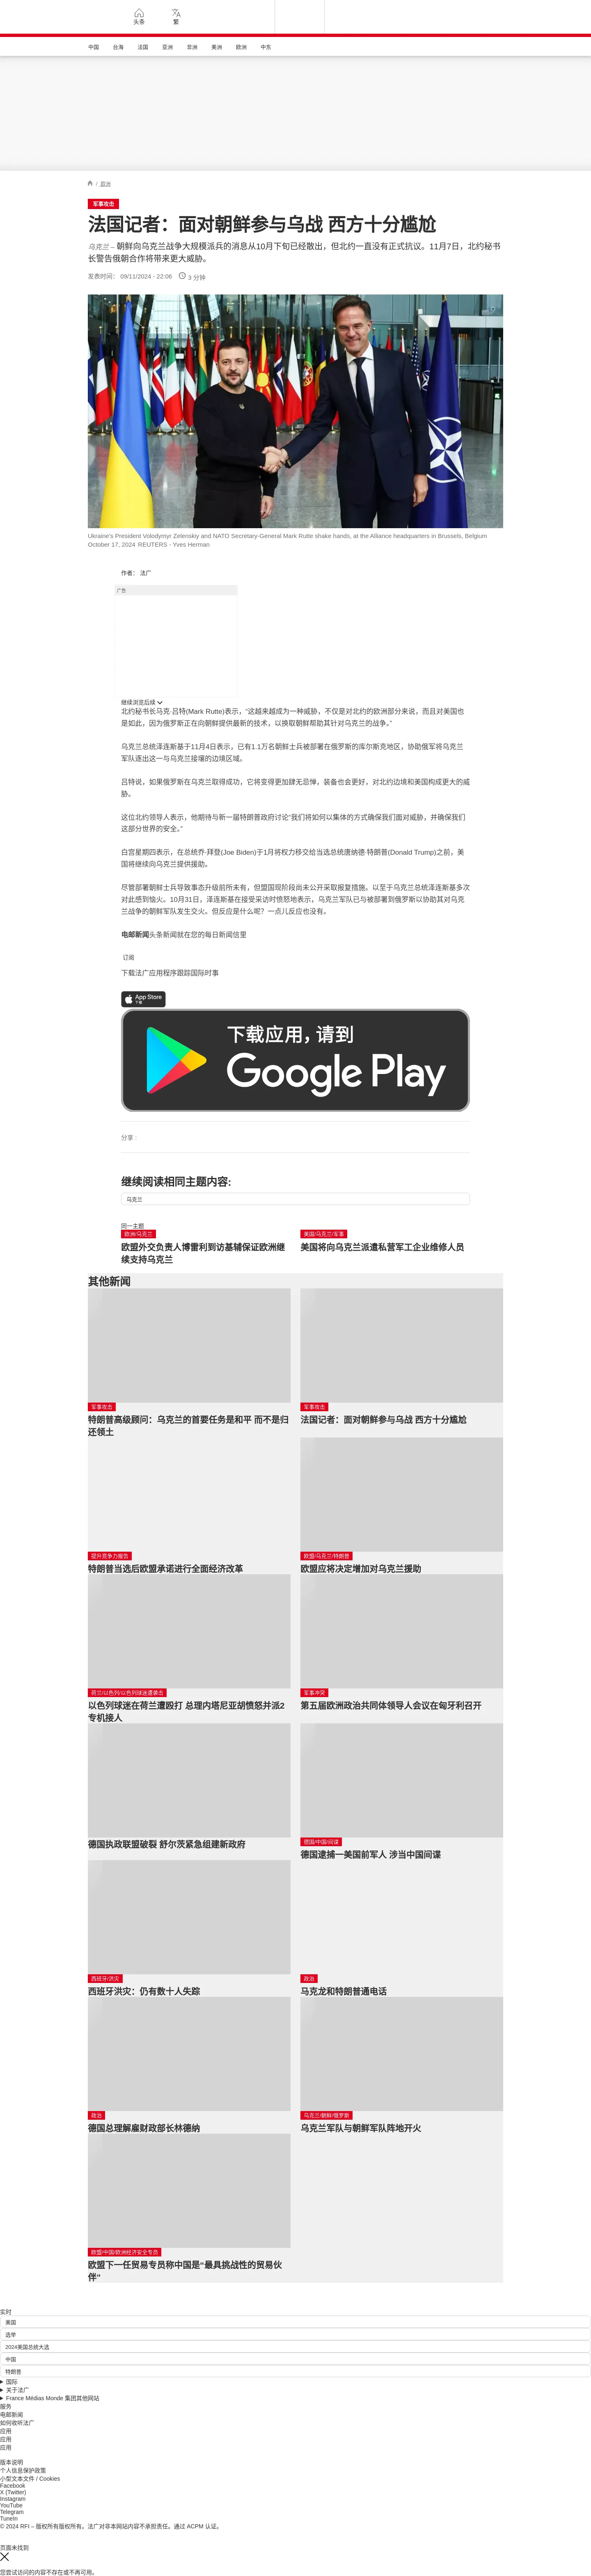 头条
繁
中国 台海 法国 亚洲 非洲 美洲 欧洲 中东
/ 欧洲
军事攻击
法国记者：面对朝鲜参与乌战 西方十分尴尬
乌克兰 – 朝鲜向乌克兰战争大规模派兵的消息从10月下旬已经散出，但北约一直没有正式抗议。11月7日，北约秘书
长警告俄朝合作将带来更大威胁。
发表时间： 09/11/2024 - 22:06 3 分钟
Ukraine's President Volodymyr Zelenskiy and NATO Secretary-General Mark Rutte shake hands, at the Alliance headquarters in Brussels, Belgium
October 17, 2024 REUTERS - Yves Herman
作者： 法广
广告
继续浏览后续
北约秘书长马克·吕特(Mark Rutte)表示，“这越来越成为一种威胁，不仅是对北约的欧洲部分来说，而且对美国也
是如此，因为俄罗斯正在向朝鲜提供最新的技术，以换取朝鲜帮助其针对乌克兰的战争。”
乌克兰总统泽连斯基于11月4日表示，已有1.1万名朝鲜士兵被部署在俄罗斯的库尔斯克地区，协助俄军将乌克兰
军队逐出这一与乌克兰接壤的边境区域。
吕特说，如果俄罗斯在乌克兰取得成功，它将变得更加肆无忌惮，装备也会更好，对北约边境和美国构成更大的威
胁。
这位北约领导人表示，他期待与新一届特朗普政府讨论“我们将如何以集体的方式确保我们面对威胁，并确保我们
这部分世界的安全。”
白宫星期四表示，在总统乔·拜登(Joe Biden)于1月将权力移交给当选总统唐纳德·特朗普(Donald Trump)之前，美
国将继续向乌克兰提供援助。
尽管部署朝鲜士兵导致事态升级前所未有，但盟国现阶段尚未公开采取报复措施。以至于乌克兰总统泽连斯基多次
对此感到恼火。10月31日，泽连斯基在接受采访时愤怒地表示，乌克兰军队已与被部署到俄罗斯以协助其对乌克
兰战争的朝鲜军队发生交火。但反应是什么呢？一点儿反应也没有。
电邮新闻头条新闻就在您的每日新闻信里
订阅
下载法广应用程序跟踪国际时事
App Store
下载
下载应用，请到
Google Play
分享 :
继续阅读相同主题内容:
乌克兰
同一主题
欧洲/乌克兰
欧盟外交负责人博雷利到访基辅保证欧洲继
续支持乌克兰
美国/乌克兰/军事
美国将向乌克兰派遣私营军工企业维修人员
其他新闻
军事攻击
特朗普高级顾问：乌克兰的首要任务是和平 而不是归
还领土
军事攻击
法国记者：面对朝鲜参与乌战 西方十分尴尬
提升竞争力报告
特朗普当选后欧盟承诺进行全面经济改革
欧盟/乌克兰/特朗普
欧盟应将决定增加对乌克兰援助
荷兰/以色列/以色列球迷遭袭击
以色列球迷在荷兰遭殴打 总理内塔尼亚胡愤怒并派2
专机接人
军事冲突
第五届欧洲政治共同体领导人会议在匈牙利召开
德国执政联盟破裂 舒尔茨紧急组建新政府
德国/中国/间谍
德国逮捕一美国前军人 涉当中国间谍
西班牙/洪灾
西班牙洪灾：仍有数十人失踪
政治
马克龙和特朗普通电话
政治
德国总理解雇财政部长林德纳
乌克兰/朝鲜/俄罗斯
乌克兰军队与朝鲜军队阵地开火
欧盟/中国/欧洲经济安全专员
欧盟下一任贸易专员称中国是“最具挑战性的贸易伙
伴”
实时
美国
选举
2024美国总统大选
中国
特朗普
国际
关于法广
France Médias Monde 集团其他网站
服务
电邮新闻
如何收听法广
应用
应用
应用
版本说明
个人信息保护政策
小型文本文件 / Cookies
Facebook
X (Twitter)
Instagram
YouTube
Telegram
TuneIn
© 2024 RFI – 版权所有版权所有。法广对非本网站内容不承担责任。通过 ACPM 认证。
页面未找到
您尝试访问的内容不存在或不再可用。